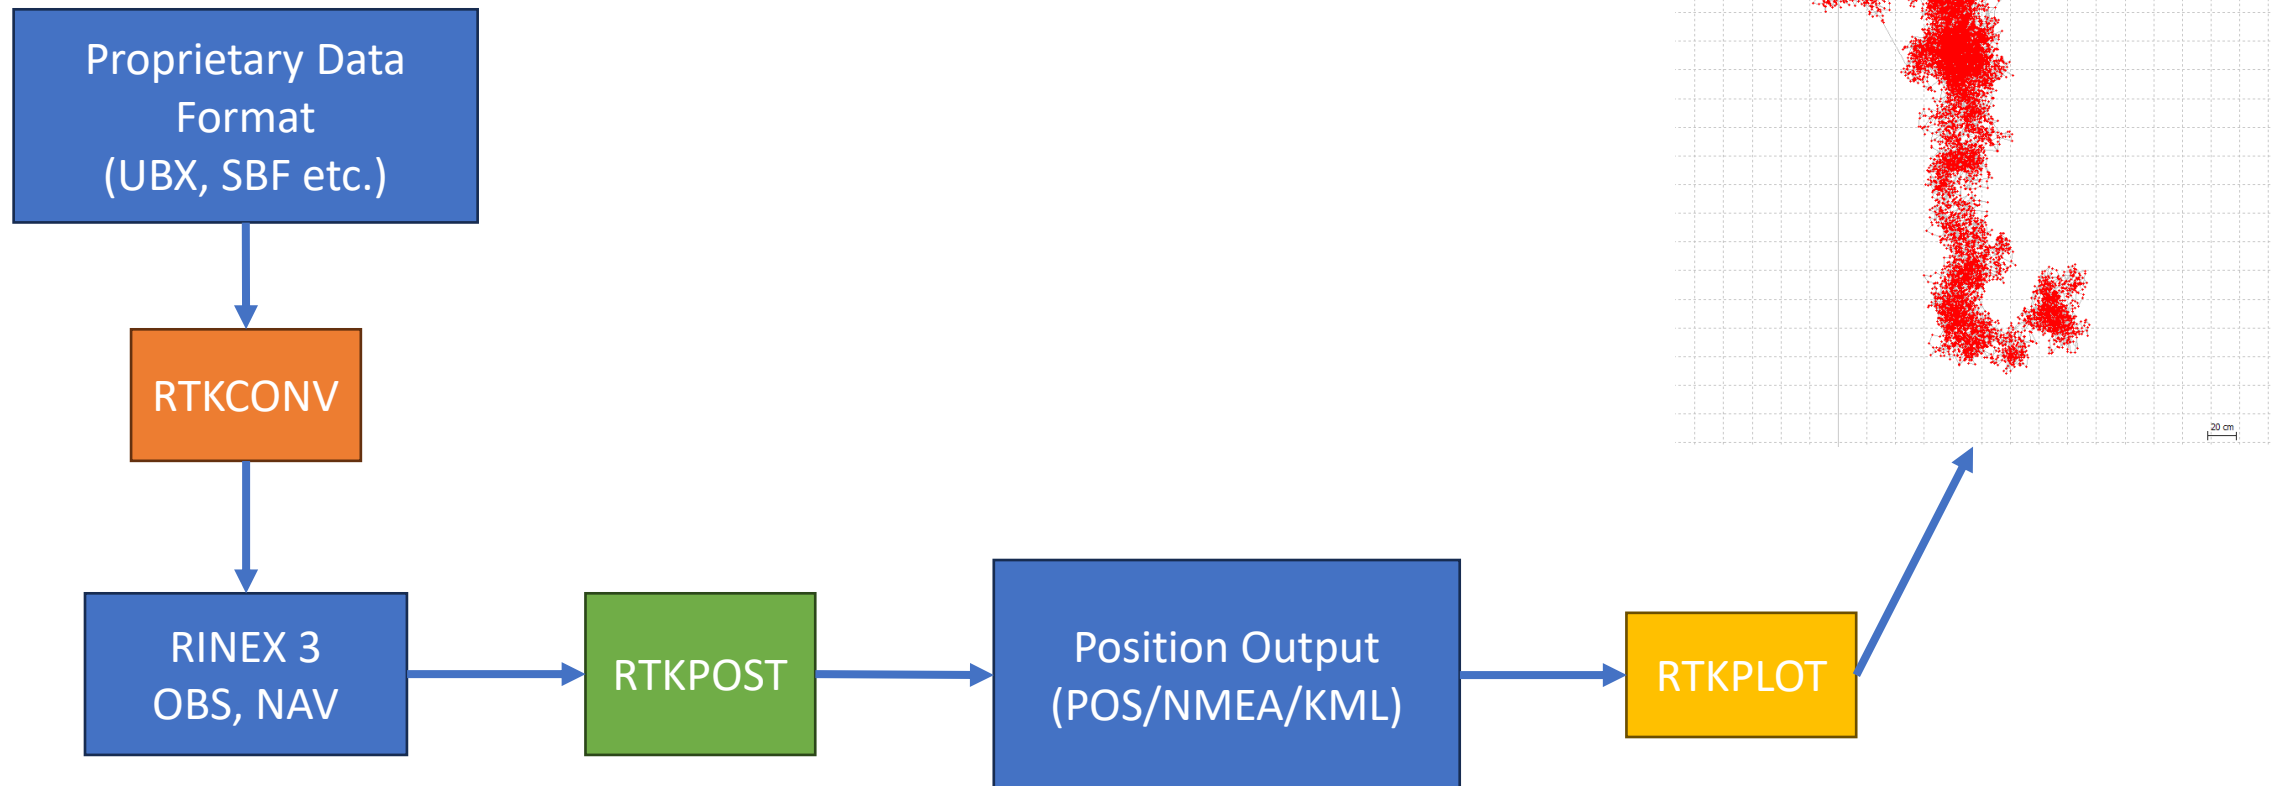 Proprietary Data
Format
(UBX, SBF etc.)
RTKCONV
RINEX 3
OBS, NAV
RTKPOST
Position Output
(POS/NMEA/KML)
RTKPLOT
20 cm